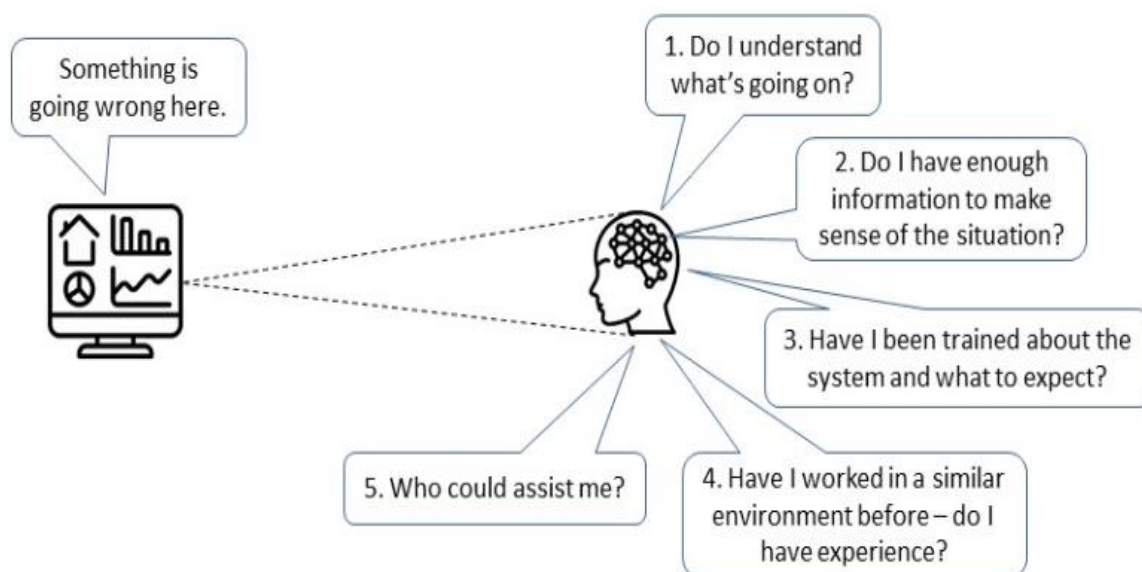 Something is
going wrong here.
1. Do I understand
what's going on?
2. Do I have enough
information to make
sense of the situation?
3. Have I been trained about the
system and what to expect?
4. Have I worked in a similar
environment before – do I
have experience?
5. Who could assist me?